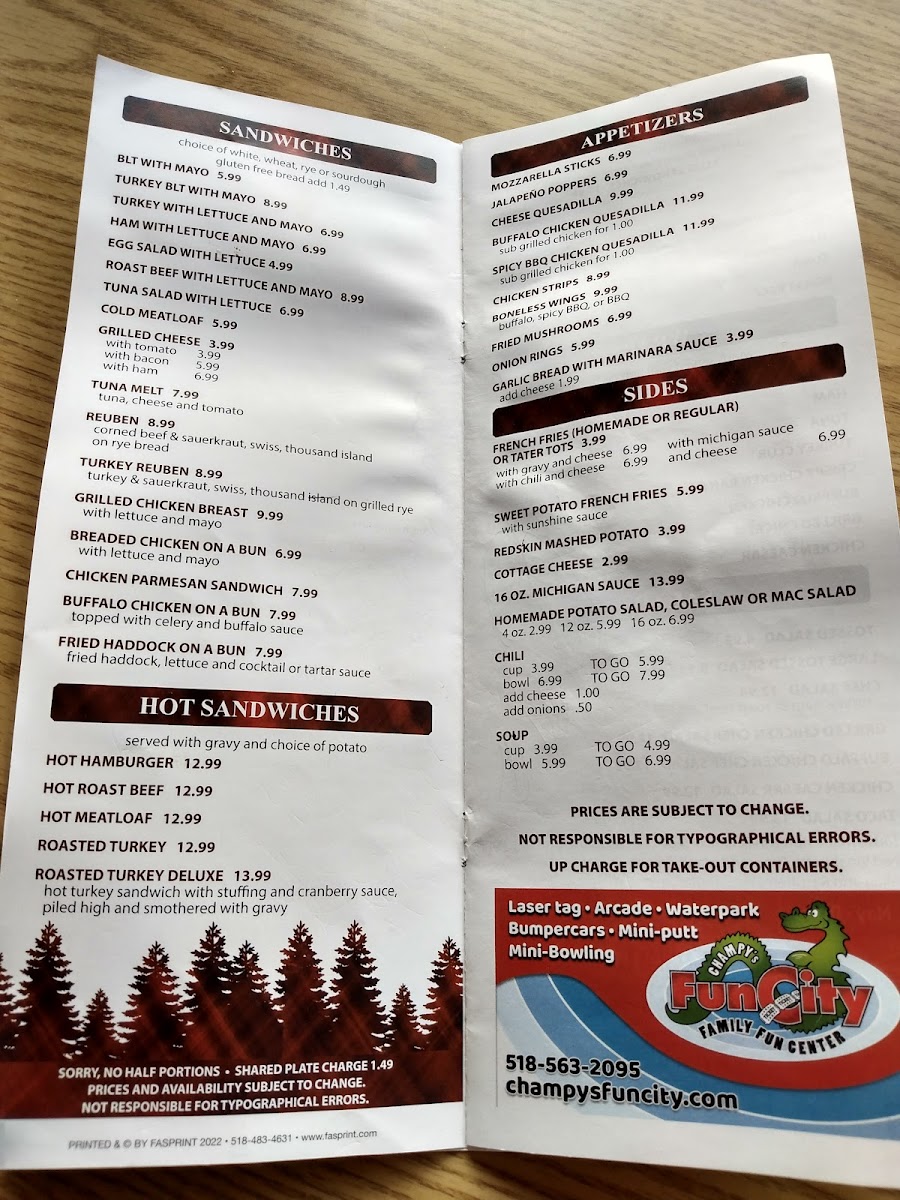 SANDWICHES
choice of white, wheat, rye or sourdough
gluten free bread add 1.49
BLT WITH MAYO 5.99
TURKEY BLT WITH MAYO 8.99
TURKEY WITH LETTUCE AND MAYO 6.99
HAM WITH LETTUCE AND MAYO 6.99
EGG SALAD WITH LETTUCE 4.99
ROAST BEEF WITH LETTUCE AND MAYO 8.99
TUNA SALAD WITH LETTUCE 6.99
COLD MEATLOAF 5.99
GRILLED CHEESE 3.99
with tomato 3.99
with bacon 5.99
with ham 6.99
TUNA MELT 7.99
tuna, cheese and tomato
REUBEN 8.99
corned beef & sauerkraut, swiss, thousand island
on rye bread
TURKEY REUBEN 8.99
turkey & sauerkraut, swiss, thousand island on grilled rye
GRILLED CHICKEN BREAST 9.99
with lettuce and mayo
BREADED CHICKEN ON A BUN 6.99
with lettuce and mayo
CHICKEN PARMESAN SANDWICH 7.99
BUFFALO CHICKEN ON A BUN 7.99
topped with celery and buffalo sauce
FRIED HADDOCK ON A BUN 7.99
fried haddock, lettuce and cocktail or tartar sauce
HOT SANDWICHES
served with gravy and choice of potato
HOT HAMBURGER 12.99
HOT ROAST BEEF 12.99
HOT MEATLOAF 12.99
ROASTED TURKEY 12.99
ROASTED TURKEY DELUXE 13.99
hot turkey sandwich with stuffing and cranberry sauce,
piled high and smothered with gravy
SORRY, NO HALF PORTIONS • SHARED PLATE CHARGE 1.49
PRICES AND AVAILABILITY SUBJECT TO CHANGE.
NOT RESPONSIBLE FOR TYPOGRAPHICAL ERRORS.
PRINTED & © BY FASPRINT 2022 • 518-483-4631 • www.fasprint.com
APPETIZERS
MOZZARELLA STICKS 6.99
JALAPEÑO POPPERS 6.99
CHEESE QUESADILLA 9.99
BUFFALO CHICKEN QUESADILLA 11.99
sub grilled chicken for 1.00
SPICY BBQ CHICKEN QUESADILLA 11.99
sub grilled chicken for 1.00
CHICKEN STRIPS 8.99
BONELESS WINGS 9.99
buffalo, spicy BBQ, or BBQ
FRIED MUSHROOMS 6.99
ONION RINGS 5.99
GARLIC BREAD WITH MARINARA SAUCE 3.99
add cheese 1.99
SIDES
FRENCH FRIES (HOMEMADE OR REGULAR)
OR TATER TOTS 3.99
with gravy and cheese 6.99 with michigan sauce
with chili and cheese 6.99 and cheese 6.99
SWEET POTATO FRENCH FRIES 5.99
with sunshine sauce
REDSKIN MASHED POTATO 3.99
COTTAGE CHEESE 2.99
16 OZ. MICHIGAN SAUCE 13.99
HOMEMADE POTATO SALAD, COLESLAW OR MAC SALAD
4 oz. 2.99 12 oz. 5.99 16 oz. 6.99
CHILI
cup 3.99 TO GO 5.99
bowl 6.99 TO GO 7.99
add cheese 1.00
add onions .50
SOUP
cup 3.99 TO GO 4.99
bowl 5.99 TO GO 6.99
PRICES ARE SUBJECT TO CHANGE.
NOT RESPONSIBLE FOR TYPOGRAPHICAL ERRORS.
UP CHARGE FOR TAKE-OUT CONTAINERS.
Laser tag • Arcade • Waterpark
Bumpercars • Mini-putt
Mini-Bowling
CHAMPY'S
FunCity
FAMILY FUN CENTER
518-563-2095
champysfuncity.com